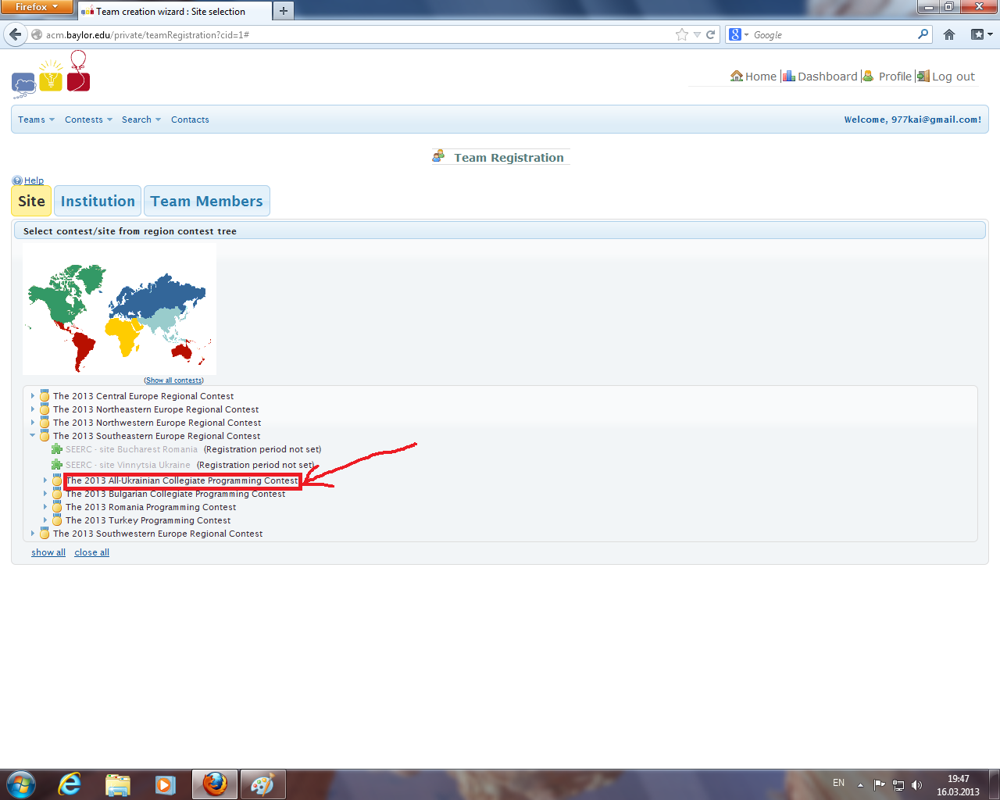 Firefox
Team creation wizard : Site selection
acm.baylor.edu/private/teamRegistration?cid=1#
Google
Home
Dashboard
Profile
Log out
Teams
Contests
Search
Contacts
Welcome, 977kai@gmail.com!
Team Registration
Help
Site
Institution
Team Members
Select contest/site from region contest tree
(Show all contests)
The 2013 Central Europe Regional Contest
The 2013 Northeastern Europe Regional Contest
The 2013 Northwestern Europe Regional Contest
The 2013 Southeastern Europe Regional Contest
SEERC - site Bucharest Romania (Registration period not set)
SEERC - site Vinnytsia Ukraine (Registration period not set)
The 2013 All-Ukrainian Collegiate Programming Contest
The 2013 Bulgarian Collegiate Programming Contest
The 2013 Romania Programming Contest
The 2013 Turkey Programming Contest
The 2013 Southwestern Europe Regional Contest
show all
close all
EN
19:47
16.03.2013